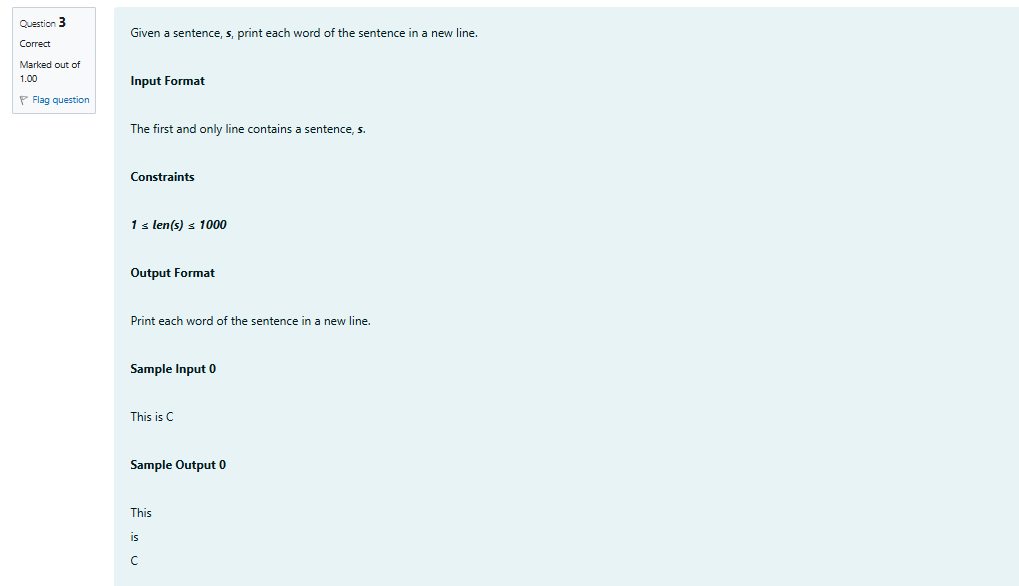 Question 3
Correct
Marked out of
1.00
Flag question
Given a sentence, s, print each word of the sentence in a new line.
Input Format
The first and only line contains a sentence, s.
Constraints
1 ≤ len(s) ≤ 1000
Output Format
Print each word of the sentence in a new line.
Sample Input 0
This is C
Sample Output 0
This
is
C